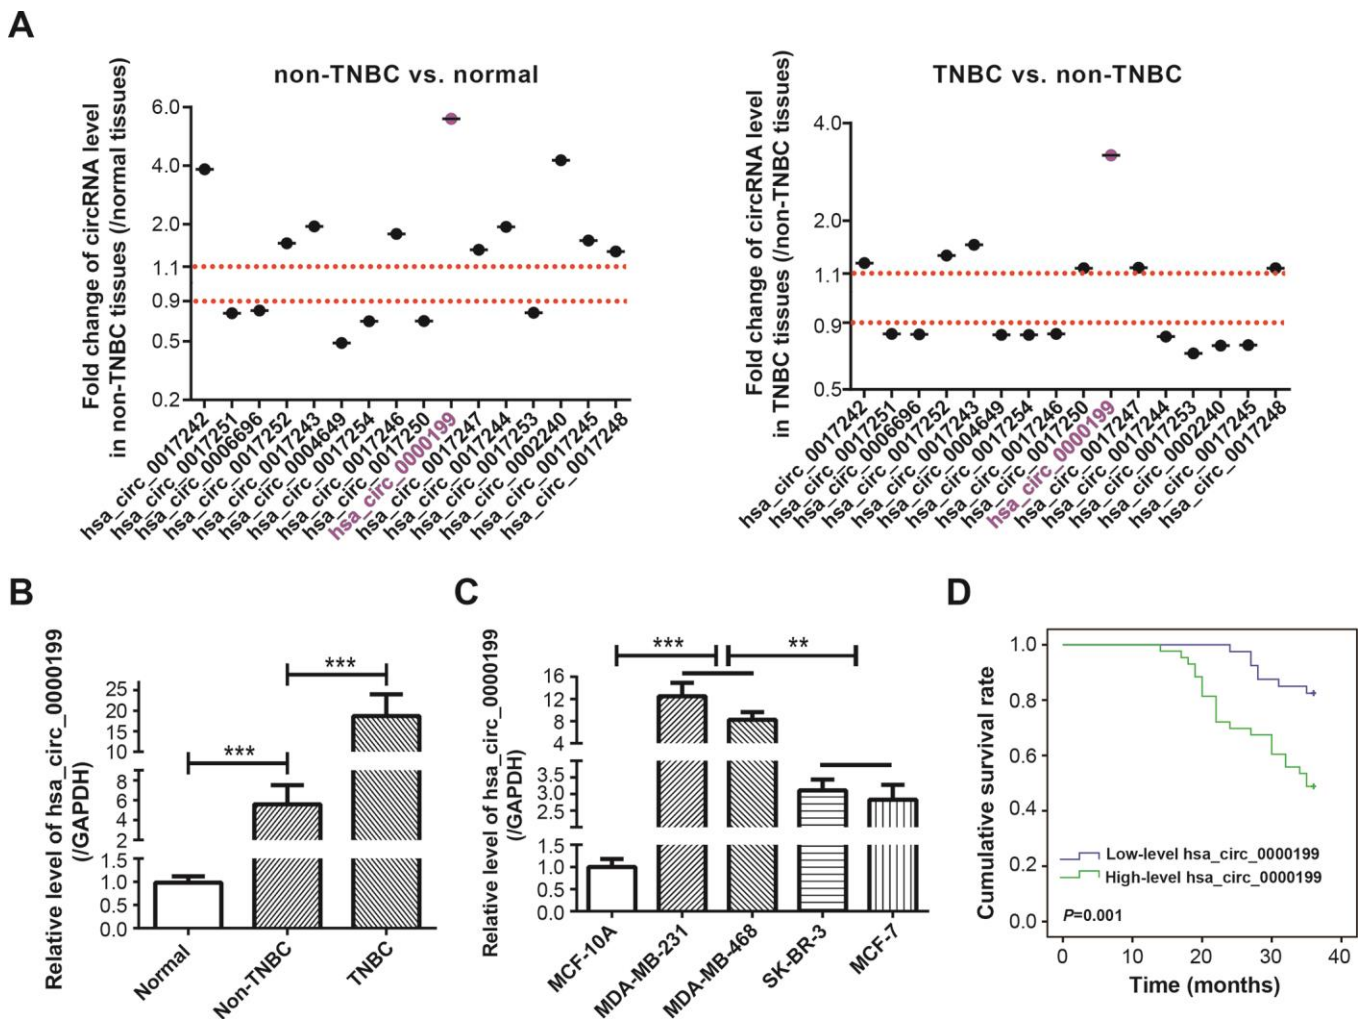 A
non-TNBC vs. normal
Fold change of circRNA level
in non-TNBC tissues (/normal tissues)
6.0
4.0
2.0
1.1
0.9
0.5
0.2
hsa_circ_0017242
hsa_circ_0017251
hsa_circ_0006696
hsa_circ_0017252
hsa_circ_0017243
hsa_circ_0004649
hsa_circ_0017254
hsa_circ_0017246
hsa_circ_0017250
hsa_circ_0000199
hsa_circ_0017247
hsa_circ_0017244
hsa_circ_0017253
hsa_circ_0002240
hsa_circ_0017245
hsa_circ_0017248
TNBC vs. non-TNBC
Fold change of circRNA level
in TNBC tissues (/non-TNBC tissues)
4.0
2.0
1.1
0.9
0.5
hsa_circ_0017242
hsa_circ_0017251
hsa_circ_0006696
hsa_circ_0017252
hsa_circ_0017243
hsa_circ_0004649
hsa_circ_0017254
hsa_circ_0017246
hsa_circ_0017250
hsa_circ_0000199
hsa_circ_0017247
hsa_circ_0017244
hsa_circ_0017253
hsa_circ_0002240
hsa_circ_0017245
hsa_circ_0017248
B
Relative level of hsa_circ_0000199
(/GAPDH)
25
20
15
10
8
6
4
2
1.5
1.0
0.5
0.0
***
***
Normal
Non-TNBC
TNBC
C
Relative level of hsa_circ_0000199
(/GAPDH)
16
12
8
4
3.5
3.0
2.5
2.0
1.5
1.0
0.5
0.0
***
**
MCF-10A
MDA-MB-231
MDA-MB-468
SK-BR-3
MCF-7
D
Cumulative survival rate
1.0
0.8
0.6
0.4
0.2
0.0
Low-level hsa_circ_0000199
High-level hsa_circ_0000199
P=0.001
0
10
20
30
40
Time (months)